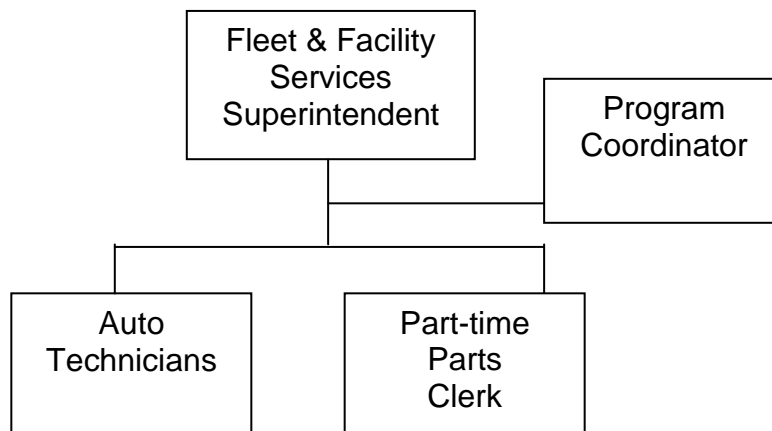 Fleet & Facility
Services
Superintendent
Program
Coordinator
Auto
Technicians
Part-time
Parts
Clerk